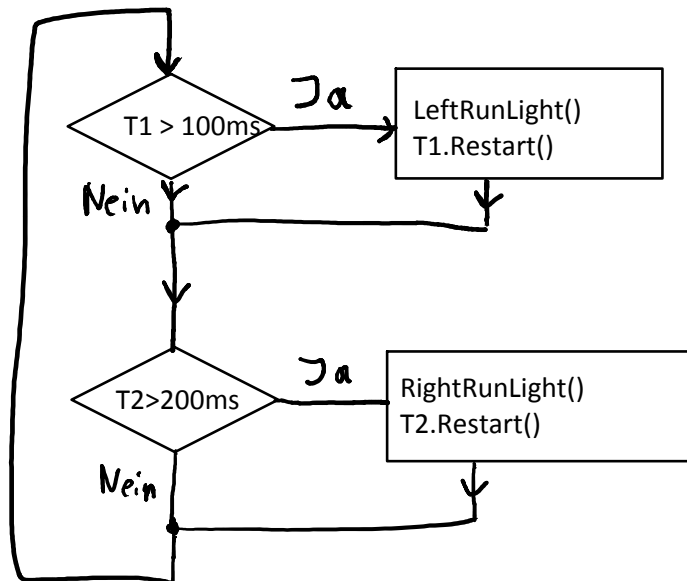 T1 > 100ms
Ja
LeftRunLight()
T1.Restart()
Nein
T2>200ms
Ja
RightRunLight()
T2.Restart()
Nein